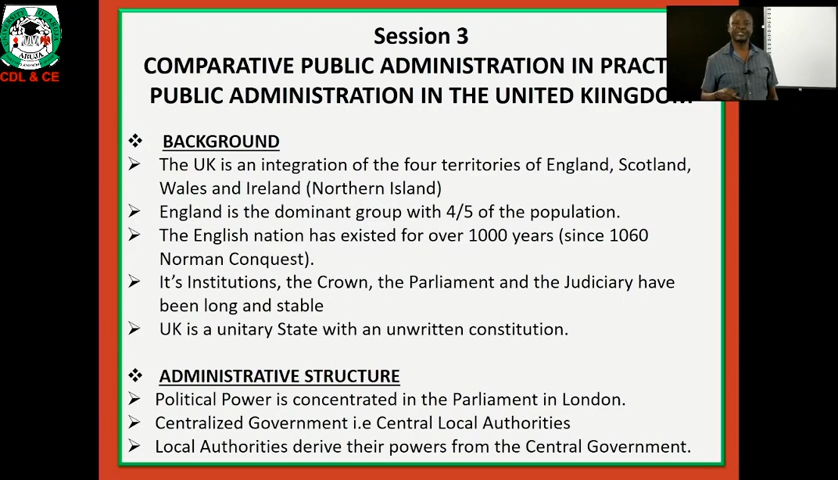 CDL & CE
Session 3
COMPARATIVE PUBLIC ADMINISTRATION IN
PUBLIC ADMINISTRATION IN THE UNITED
BACKGROUND
The UK is an integration of the four territories of England, Scotland,
Wales and Ireland (Northern Island)
England is the dominant group with 4/5 of the population.
The English nation has existed for over 1000 years (since 1060
Norman Conquest).
It's Institutions, the Crown, the Parliament and the Judiciary have
been long and stable
UK is a unitary State with an unwritten constitution.
ADMINISTRATIVE STRUCTURE
Political Power is concentrated in the Parliament in London.
Centralized Government i.e Central Local Authorities
Local Authorities derive their powers from the Central Government.